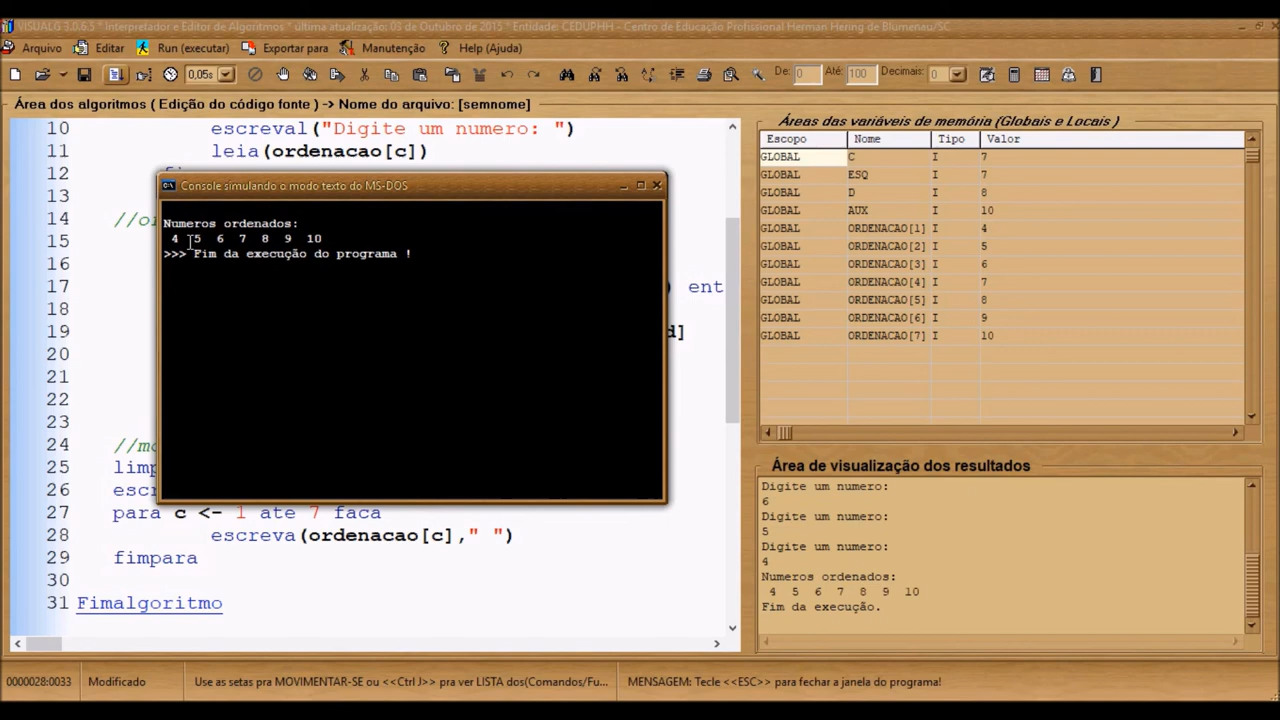 VISUALG 3.0.6.5 * Interpretador e Editor de Algoritmos * última atualização: 03 de Outubro de 2015 * Entidade: CEDUPHH - Centro de Educação Profissional Herman Hering de Blumenau/SC
Arquivo Editar Run (executar) Exportar para Manutenção Help (Ajuda)
0,05s De: 0 Até: 100 Decimais: 0
Área dos algoritmos ( Edição do código fonte ) -> Nome do arquivo: [semnome]
10 escreval("Digite um numero: ")
11 leia(ordenacao[c])
12
13
14 //o
15
16
17 ) ent
18
19 d]
20
21
22
23
24 //m
25 limp
26 escr
27 para c <- 1 ate 7 faca
28 escreva(ordenacao[c]," ")
29 fimpara
30
31 Fimalgoritmo
Console simulando o modo texto do MS-DOS
Numeros ordenados:
4 5 6 7 8 9 10
>>> Fim da execução do programa !
Áreas das variáveis de memória (Globais e Locais )
Escopo Nome Tipo Valor
GLOBAL C I 7
GLOBAL ESQ I 7
GLOBAL D I 8
GLOBAL AUX I 10
GLOBAL ORDENACAO[1] I 4
GLOBAL ORDENACAO[2] I 5
GLOBAL ORDENACAO[3] I 6
GLOBAL ORDENACAO[4] I 7
GLOBAL ORDENACAO[5] I 8
GLOBAL ORDENACAO[6] I 9
GLOBAL ORDENACAO[7] I 10
Área de visualização dos resultados
Digite um numero:
6
Digite um numero:
5
Digite um numero:
4
Numeros ordenados:
4 5 6 7 8 9 10
Fim da execução.
0000028:0033 Modificado Use as setas pra MOVIMENTAR-SE ou <<Ctrl J>> pra ver LISTA dos(Comandos/Fu... MENSAGEM: Tecle <<ESC>> para fechar a janela do programa!